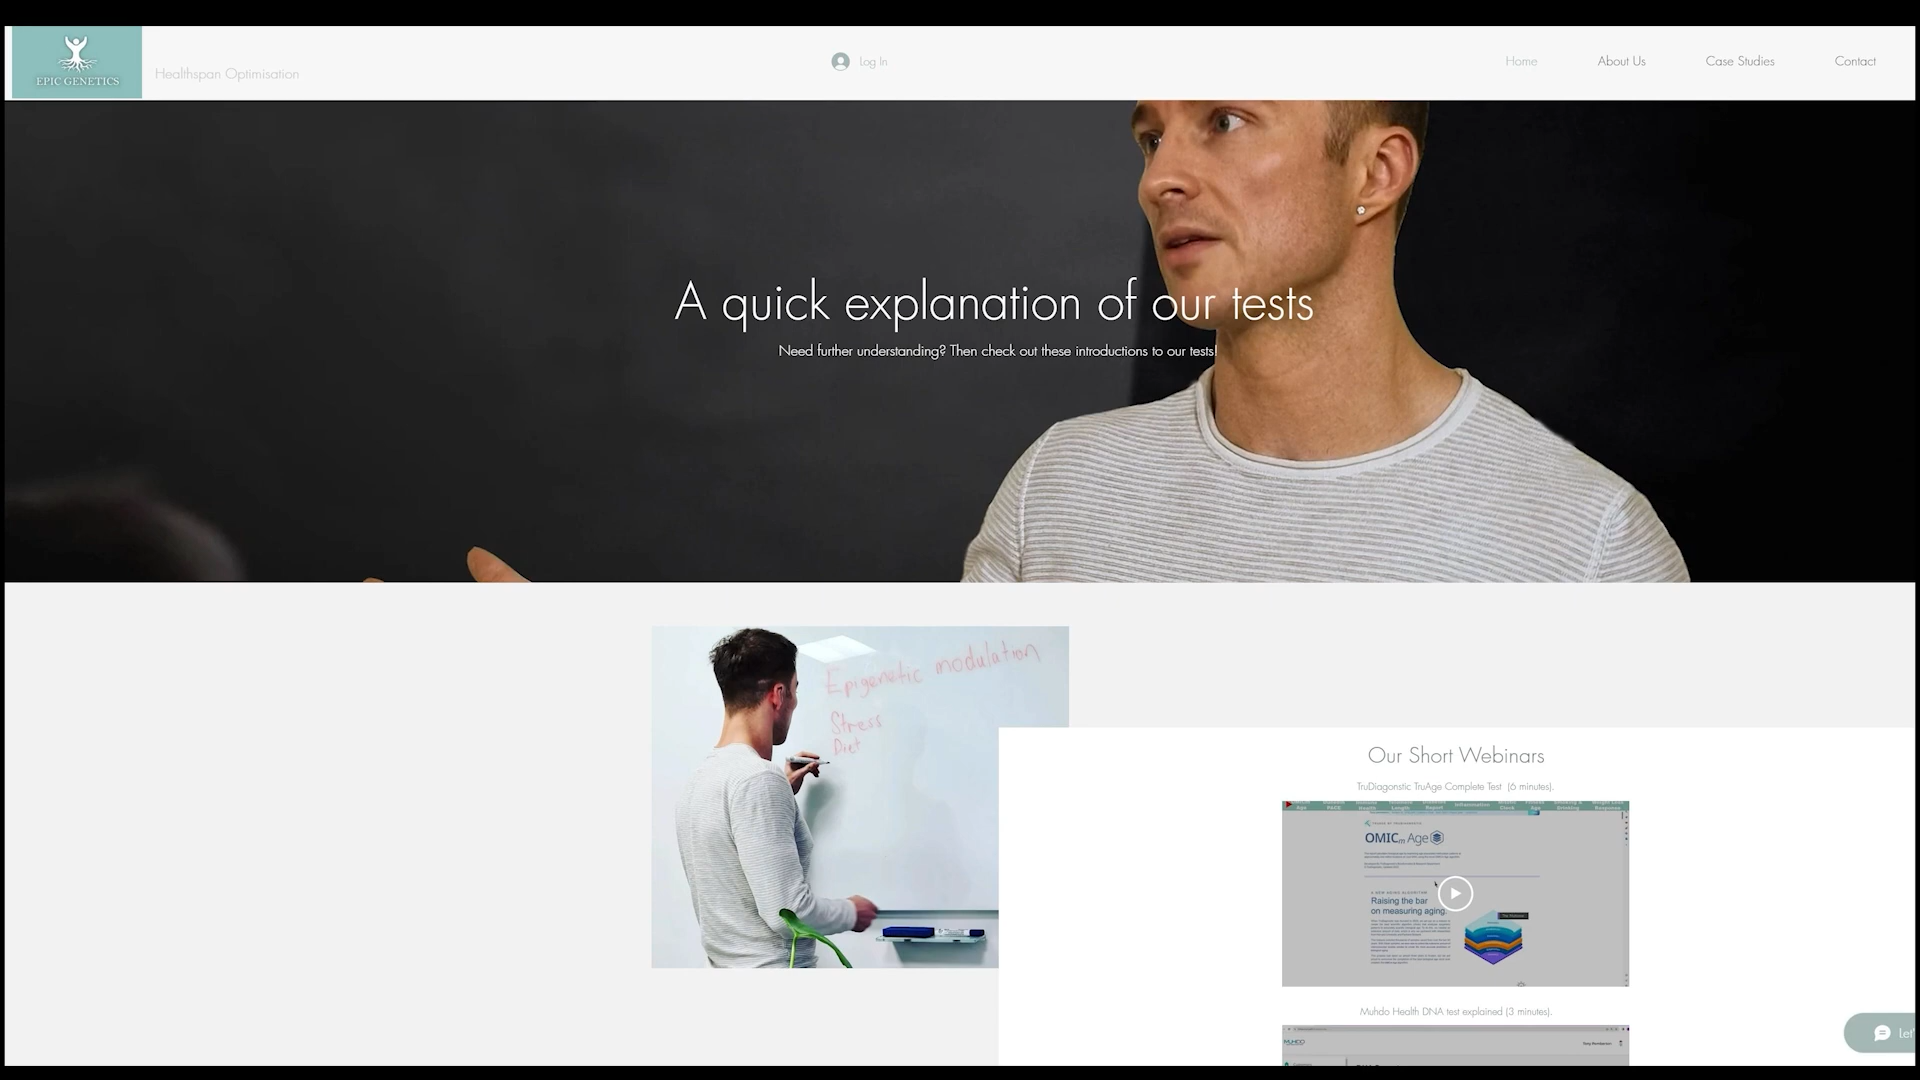 EPIC GENETICS
Healthspan Optimisation
Log In
Home
About Us
Case Studies
Contact
A quick explanation of our tests
Need further understanding? Then check out these introductions to our tests!
Epigenetic modulation
Stress
Diet
Our Short Webinars
TruDiagonstic TruAge Complete Test (6 minutes).
OMICm Age
Raising the bar
on measuring aging.
Muhdo Health DNA test explained (3 minutes).
MUHDO
Let'